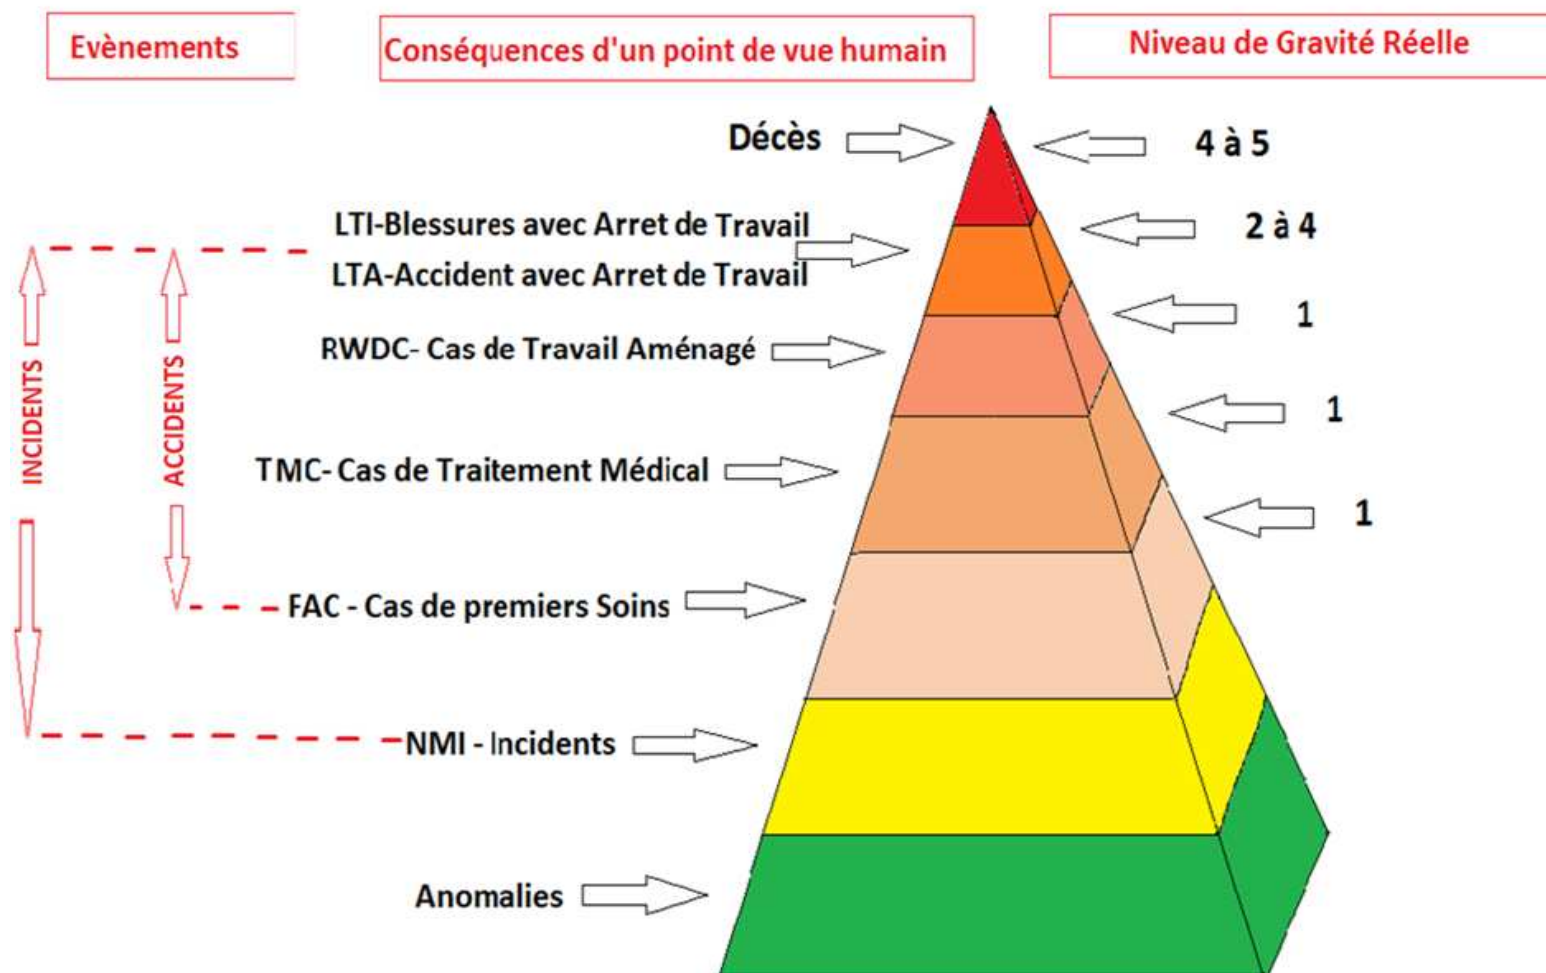 Evènements
Conséquences d'un point de vue humain
Niveau de Gravité Réelle
Décès
4 à 5
LTI-Blessures avec Arret de Travail
2 à 4
LTA-Accident avec Arret de Travail
1
RWDC- Cas de Travail Aménagé
INCIDENTS
ACCIDENTS
1
TMC- Cas de Traitement Médical
1
FAC - Cas de premiers Soins
NMI - Incidents
Anomalies